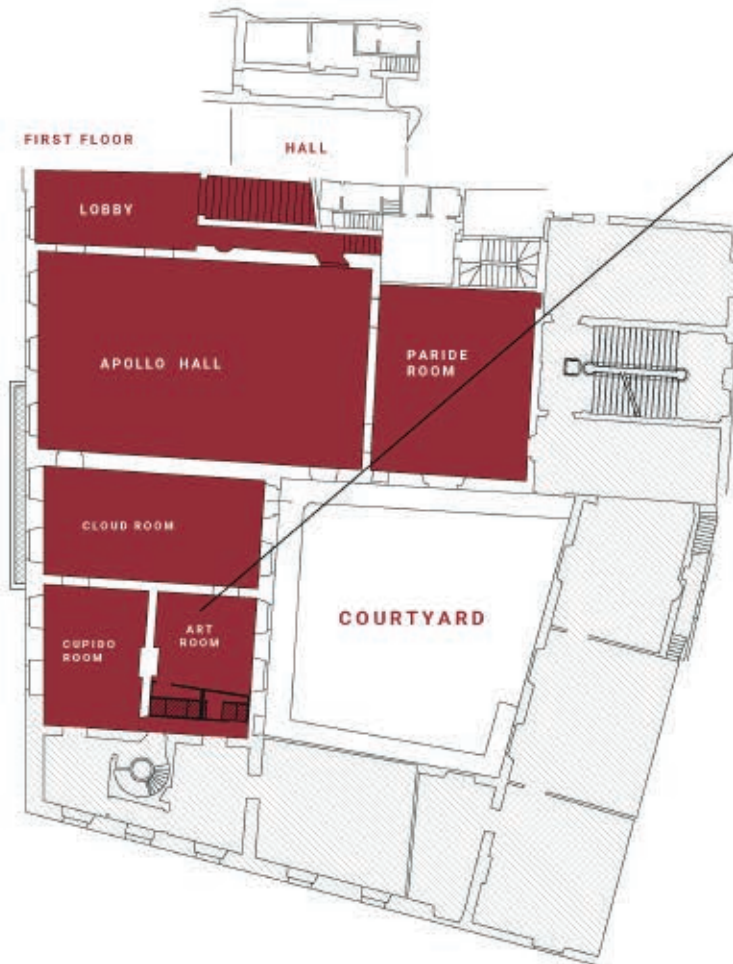 FIRST FLOOR
HALL
LOBBY
APOLLO HALL
PARIDE
ROOM
CLOUD ROOM
COURTYARD
CUPIDO
ROOM
ART
ROOM